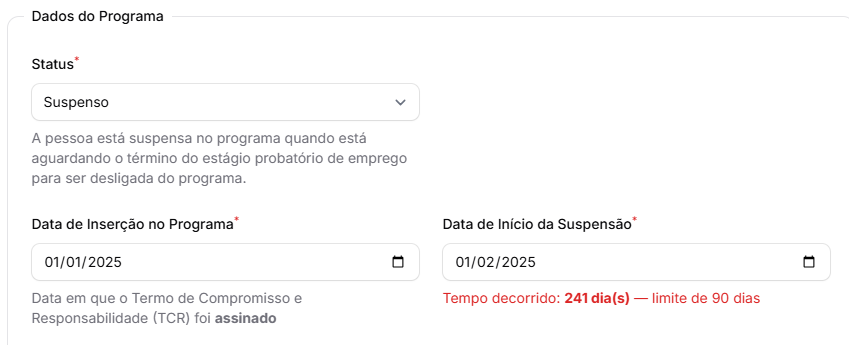 Dados do Programa
Status*
Suspenso
A pessoa está suspensa no programa quando está
aguardando o término do estágio probatório de emprego
para ser desligada do programa.
Data de Inserção no Programa*
01/01/2025
Data em que o Termo de Compromisso e
Responsabilidade (TCR) foi assinado
Data de Início da Suspensão*
01/02/2025
Tempo decorrido: 241 dia(s) — limite de 90 dias